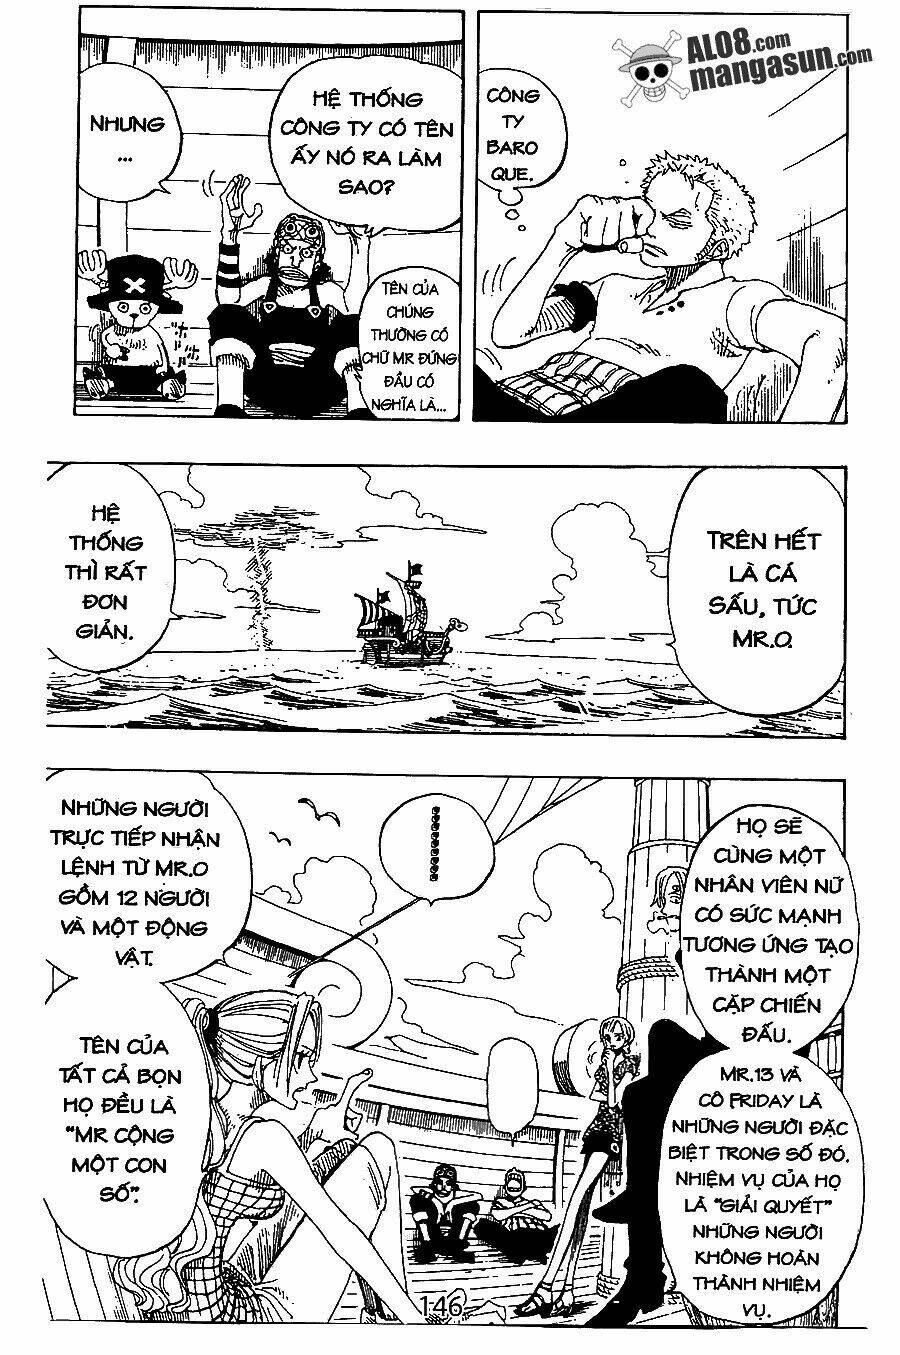 AL08.com
mangasun.com
CÔNG
TY
BARO
QUE.
HỆ THỐNG
CÔNG TY CÓ TÊN
ẤY NÓ RA LÀM
SAO?
NHƯNG
...
TÊN CỦA
CHÚNG
THƯỜNG CÓ
CHỮ MR ĐỨNG
ĐẦU CÓ
NGHĨA LÀ...
TRÊN HẾT
LÀ CÁ
SẤU, TỨC
MR.0.
HỆ
THỐNG
THÌ RẤT
ĐƠN
GIẢN.
HỌ SẼ
CÙNG MỘT
NHÂN VIÊN NỮ
CÓ SỨC MẠNH
TƯƠNG ỨNG TẠO
THÀNH MỘT
CẶP CHIẾN
ĐẤU.
NHỮNG NGƯỜI
TRỰC TIẾP NHẬN
LỆNH TỪ MR.0
GỒM 12 NGƯỜI
VÀ MỘT ĐỘNG
VẬT.
MR.13 VÀ
CÔ FRIDAY LÀ
NHỮNG NGƯỜI ĐẶC
BIỆT TRONG SỐ ĐÓ.
NHIỆM VỤ CỦA HỌ
LÀ "GIẢI QUYẾT"
NHỮNG NGƯỜI
KHÔNG HOÀN
THÀNH NHIỆM
VỤ.
TÊN CỦA
TẤT CẢ BỌN
HỌ ĐỀU LÀ
"MR CỘNG
MỘT CON
SỐ".
146